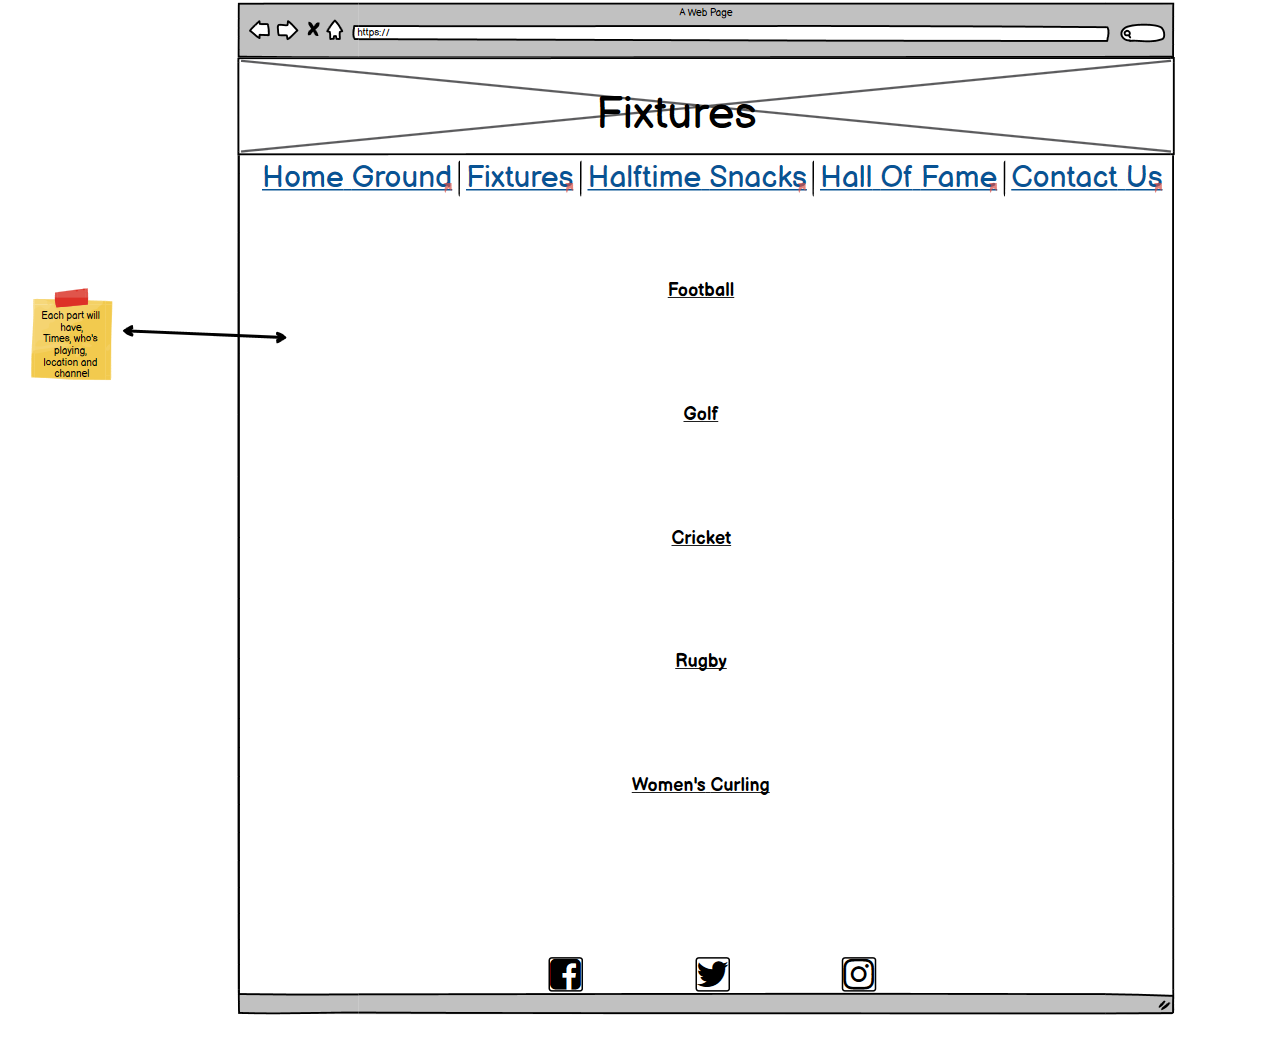 A Web Page
https://
Fixtures
Home Ground Fixtures Halftime Snacks Hall Of Fame Contact Us
Football
Each part will
have,
Times, who's
playing,
location and
channel
Golf
Cricket
Rugby
Women's Curling